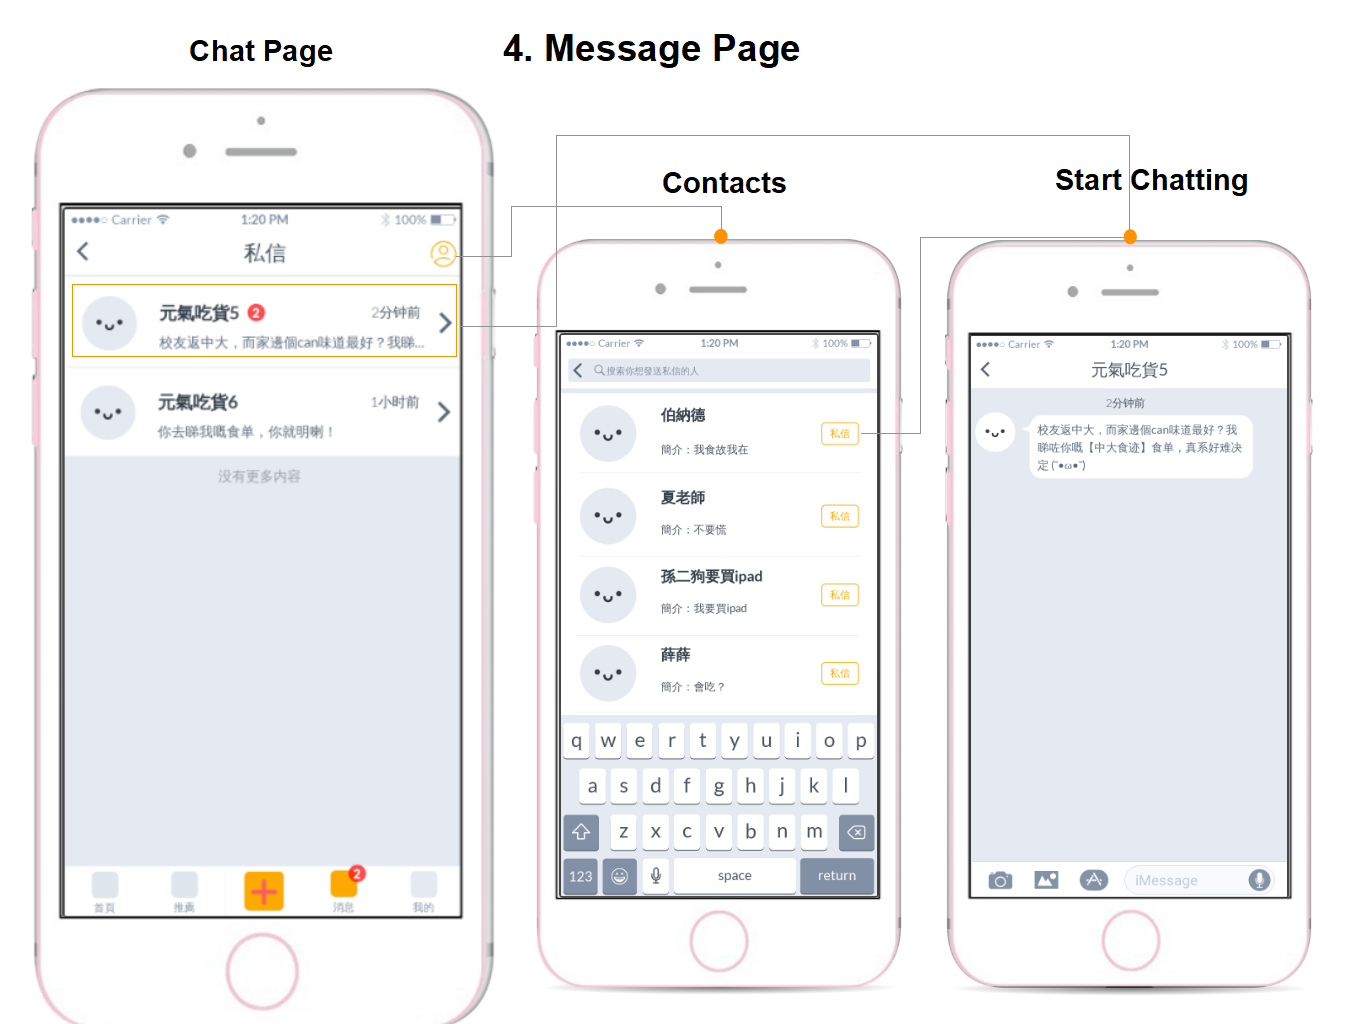 4. Message Page
Chat Page
Carrier 1:20 PM 100%
私信
元氣吃貨5 2 2分钟前
校友返中大，而家邊個can味道最好？我睇...
元氣吃貨6 1小时前
你去睇我嘅食单，你就明喇！
没有更多内容
2
首頁 推薦 消息 我的
Contacts
Carrier 1:20 PM 100%
搜索你想發送私信的人
伯納德
簡介：我食故我在
私信
夏老師
簡介：不要慌
私信
孫二狗要買ipad
簡介：我要買ipad
私信
薛薛
簡介：會吃？
私信
q w e r t y u i o p
a s d f g h j k l
z x c v b n m
123 space return
Start Chatting
Carrier 1:20 PM 100%
元氣吃貨5
2分钟前
校友返中大，而家邊個can味道最好？我
睇咗你嘅【中大食迹】食单，真系好难决
定 (˘•ω•˘)
iMessage